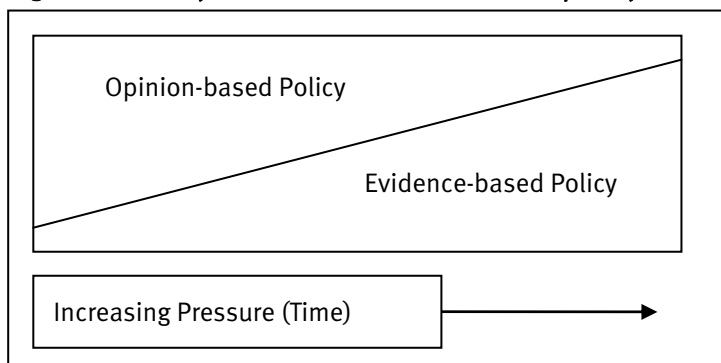 Opinion-based Policy
Evidence-based Policy
Increasing Pressure (Time)